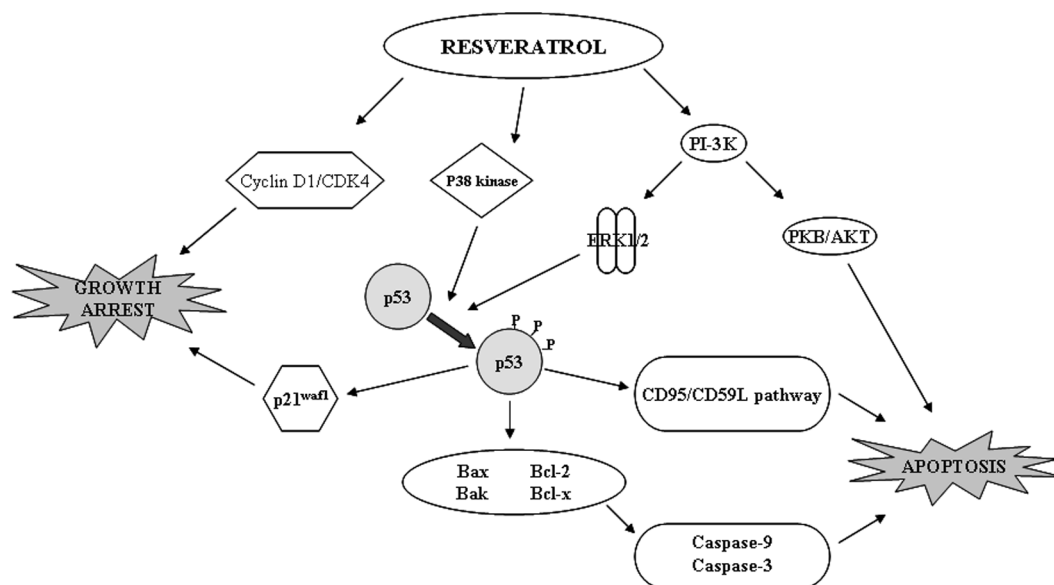 RESVERATROL
PI-3K
Cyclin D1/CDK4
P38 kinase
ERK1/2
PKB/AKT
GROWTH
ARREST
p53
P
P
P
p53
p21waf1
CD95/CD59L pathway
Bax Bcl-2
Bak Bcl-x
APOPTOSIS
Caspase-9
Caspase-3